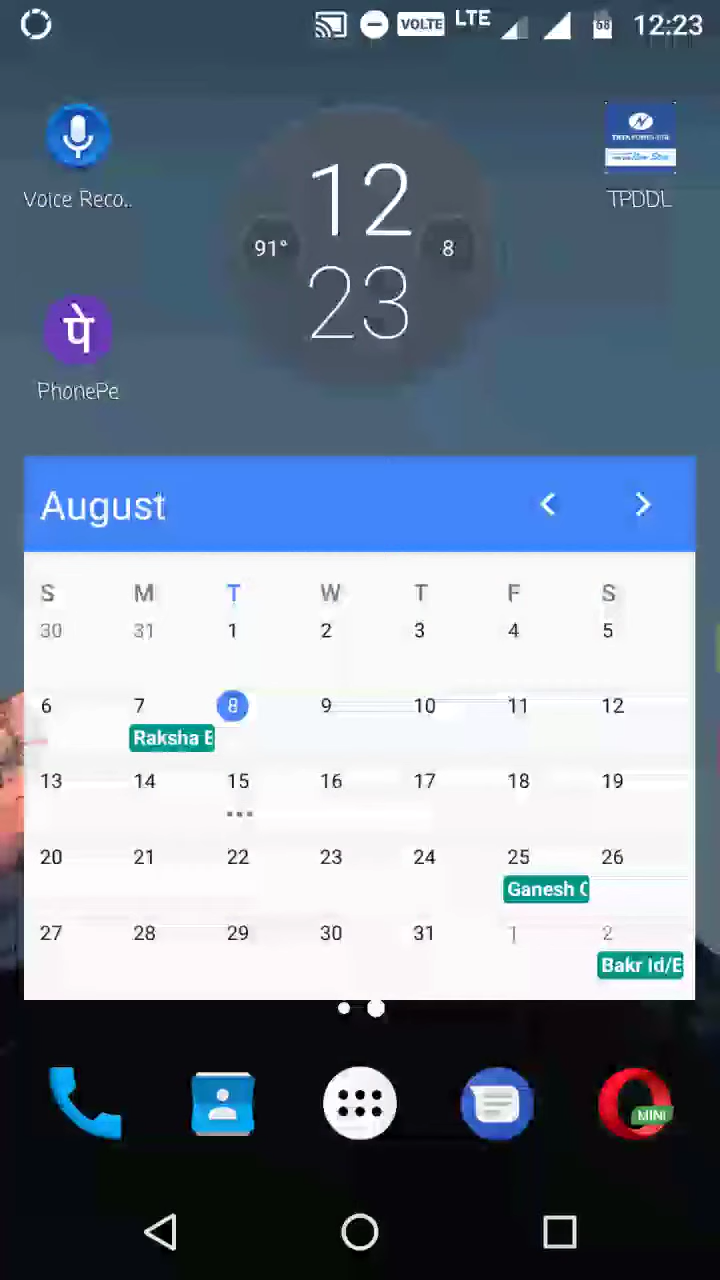 VOLTE LTE 68 12:23
12
91° 8
23
Voice Reco..
TPDDL
पे
PhonePe
August
S M T W T F S
30 31 1 2 3 4 5
6 7 8 9 10 11 12
Raksha B
13 14 15 16 17 18 19
20 21 22 23 24 25 26
Ganesh C
27 28 29 30 31 1 2
Bakr Id/E
MINI